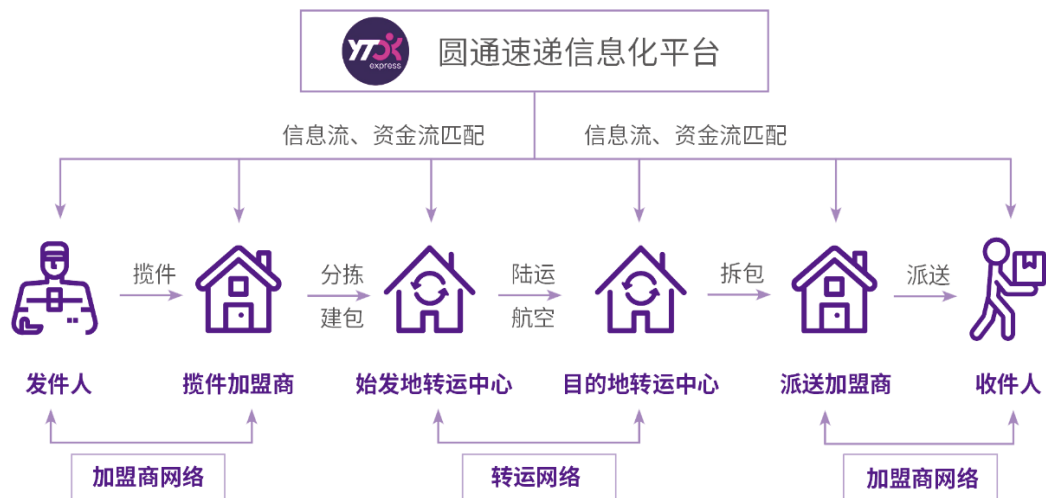 YTO
express
圆通速递信息化平台
信息流、资金流匹配
信息流、资金流匹配
揽件
分拣
建包
陆运
航空
拆包
派送
发件人
揽件加盟商
始发地转运中心
目的地转运中心
派送加盟商
收件人
加盟商网络
转运网络
加盟商网络